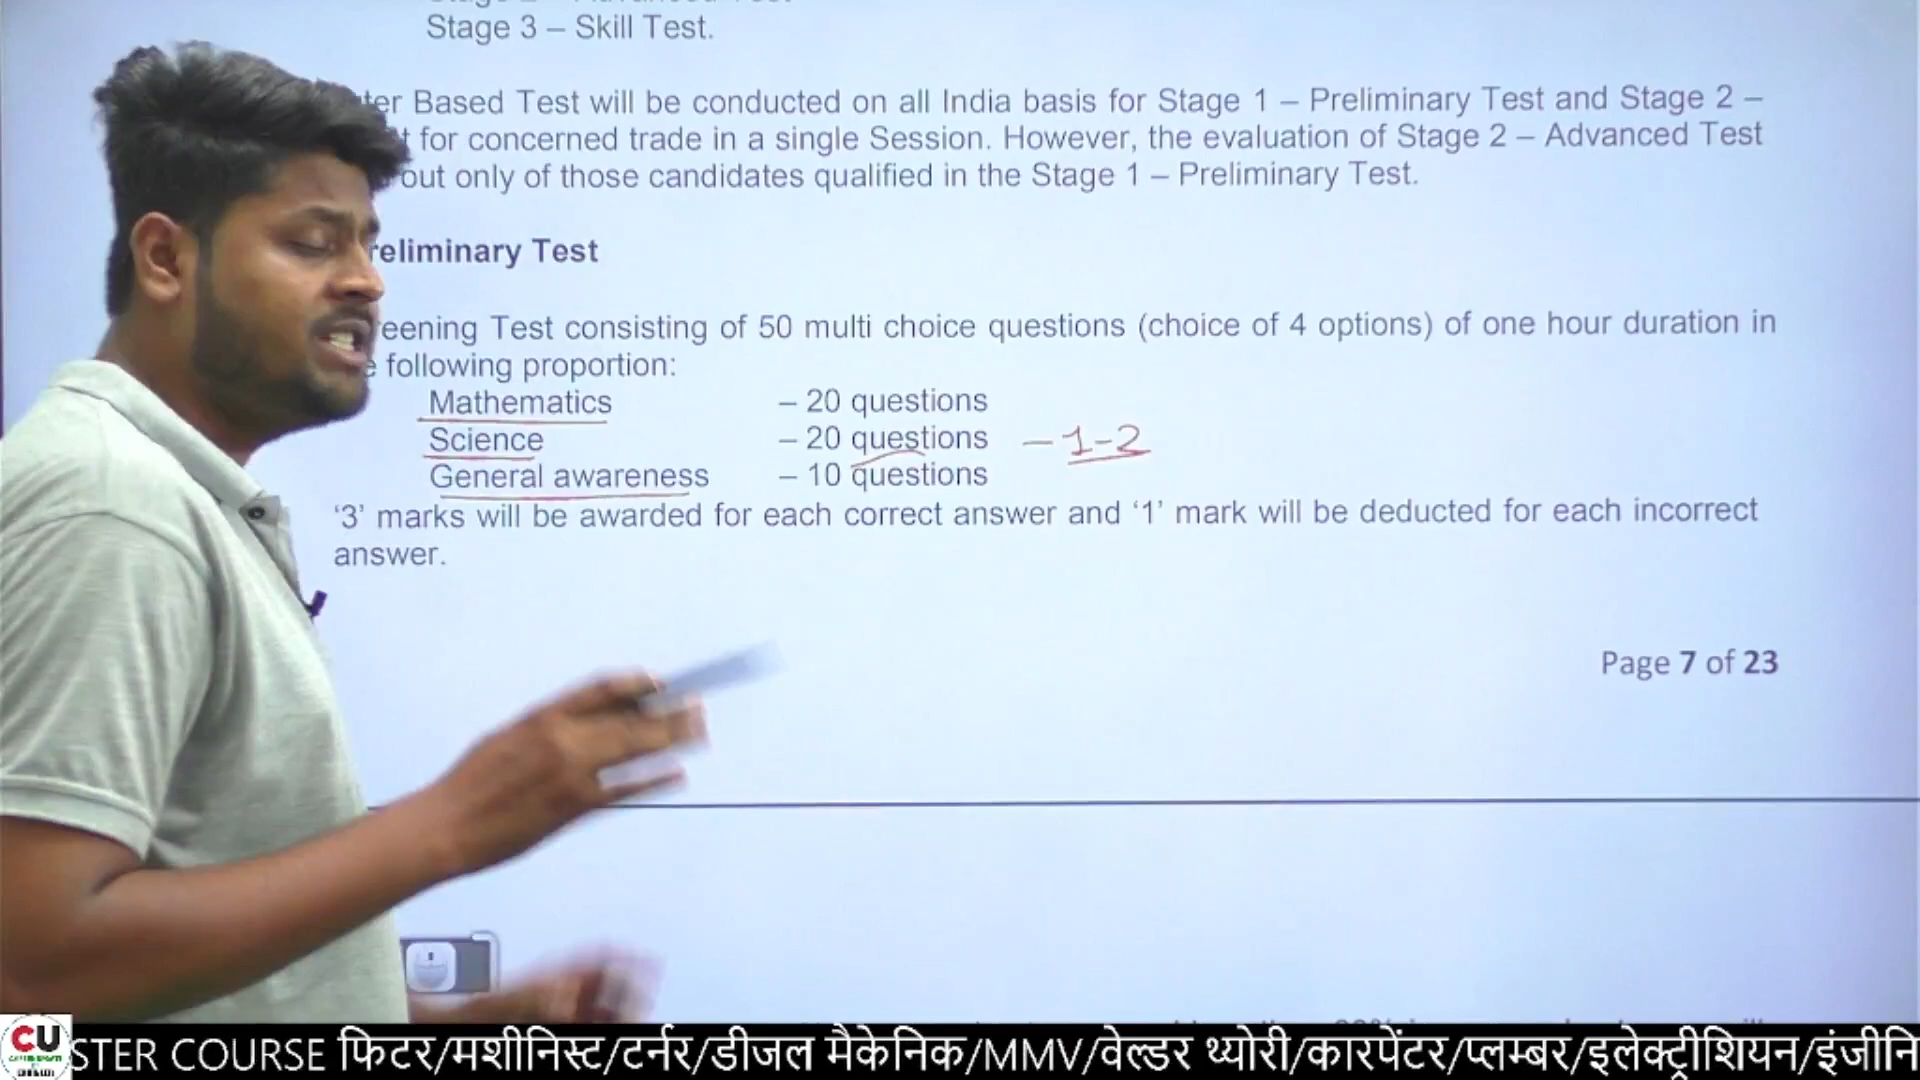 Stage 3 – Skill Test.
Based Test will be conducted on all India basis for Stage 1 – Preliminary Test and Stage 2 –
for concerned trade in a single Session. However, the evaluation of Stage 2 – Advanced Test
out only of those candidates qualified in the Stage 1 – Preliminary Test.
reliminary Test
reening Test consisting of 50 multi choice questions (choice of 4 options) of one hour duration in
following proportion:
Mathematics – 20 questions
Science – 20 questions – 1-2
General awareness – 10 questions
‘3’ marks will be awarded for each correct answer and ‘1’ mark will be deducted for each incorrect
answer.
Page 7 of 23
CU
STER COURSE फिटर/मशीनिस्ट/टर्नर/डीजल मैकेनिक/MMV/वेल्डर थ्योरी/कारपेंटर/प्लम्बर/इलेक्ट्रीशियन/इंजीनि